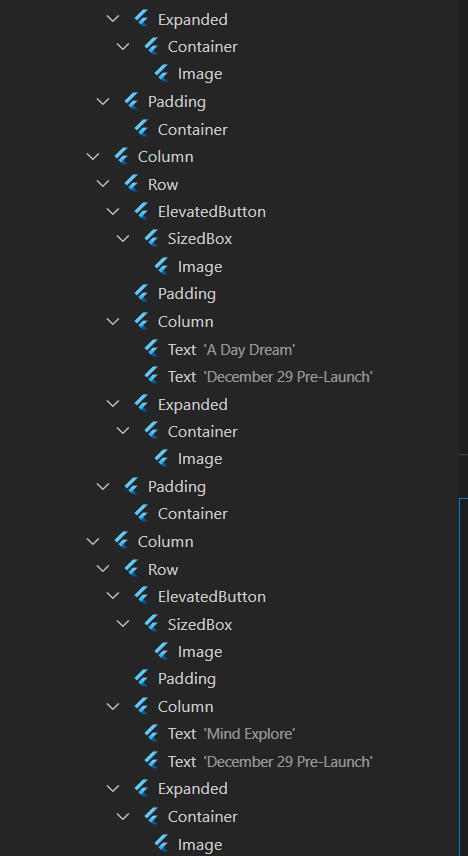 Expanded
Container
Image
Padding
Container
Column
Row
ElevatedButton
SizedBox
Image
Padding
Column
Text 'A Day Dream'
Text 'December 29 Pre-Launch'
Expanded
Container
Image
Padding
Container
Column
Row
ElevatedButton
SizedBox
Image
Padding
Column
Text 'Mind Explore'
Text 'December 29 Pre-Launch'
Expanded
Container
Image